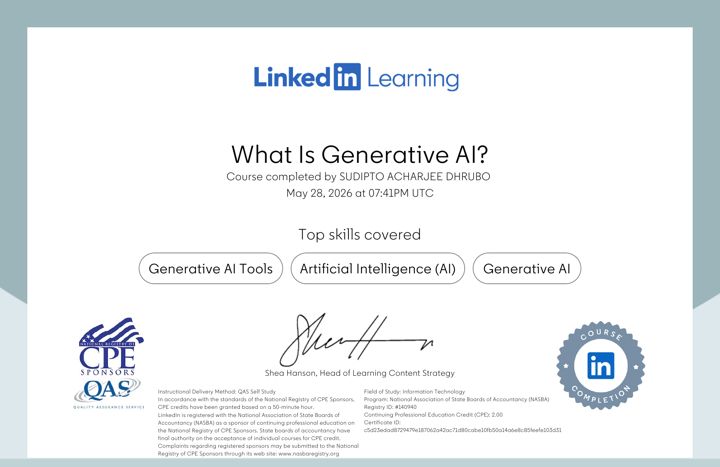 Linked in Learning
What Is Generative AI?
Course completed by SUDIPTO ACHARJEE DHRUBO
May 28, 2026 at 07:41PM UTC
Top skills covered
Generative AI Tools
Artificial Intelligence (AI)
Generative AI
NATIONAL REGISTRY OF
CPE
SPONSORS
QAS
QUALITY ASSURANCE SERVICE
Shea Hanson, Head of Learning Content Strategy
COURSE
in
COMPLETION
Instructional Delivery Method: QAS Self Study
In accordance with the standards of the National Registry of CPE Sponsors,
CPE credits have been granted based on a 50-minute hour.
LinkedIn is registered with the National Association of State Boards of
Accountancy (NASBA) as a sponsor of continuing professional education on
the National Registry of CPE Sponsors. State boards of accountancy have
final authority on the acceptance of individual courses for CPE credit.
Complaints regarding registered sponsors may be submitted to the National
Registry of CPE Sponsors through its web site: www.nasbaregistry.org
Field of Study: Information Technology
Program: National Association of State Boards of Accountancy (NASBA)
Registry ID: #140940
Continuing Professional Education Credit (CPE): 2.00
Certificate ID: